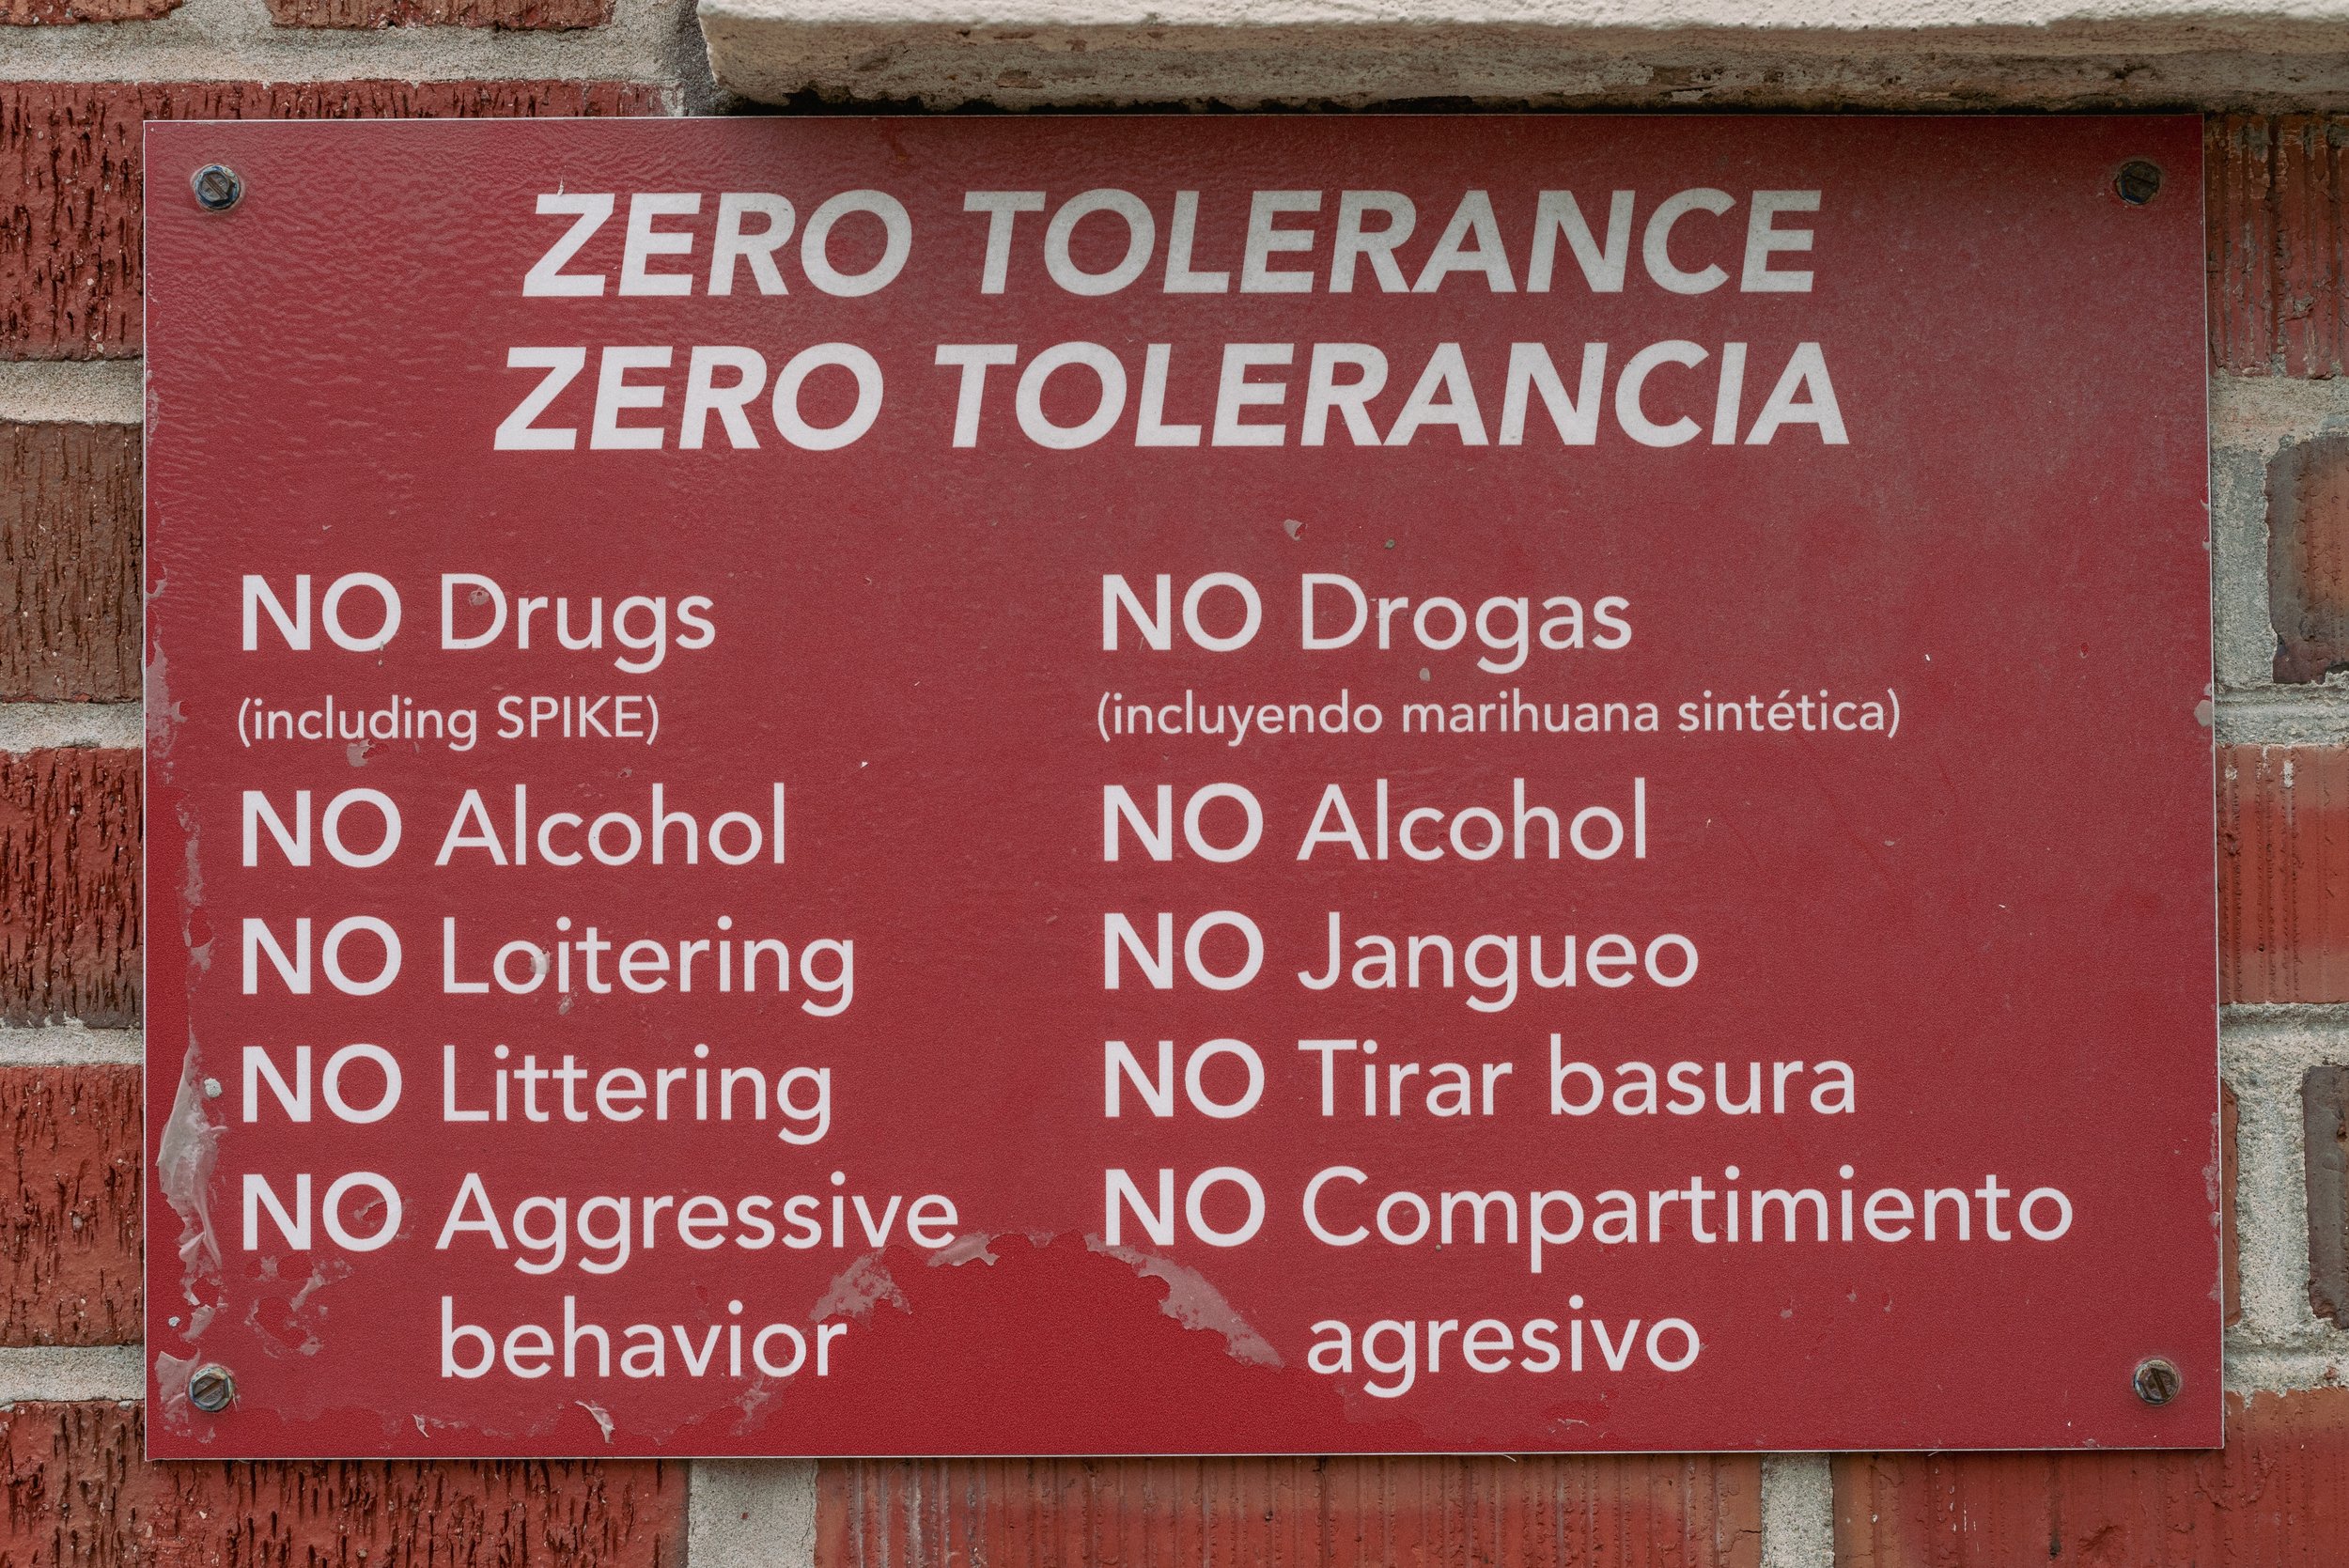 ZERO TOLERANCE
ZERO TOLERANCIA
NO Drugs
(including SPIKE)
NO Alcohol
NO Loitering
NO Littering
NO Aggressive
behavior
NO Drogas
(incluyendo marihuana sintética)
NO Alcohol
NO Jangueo
NO Tirar basura
NO Compartimiento
agresivo